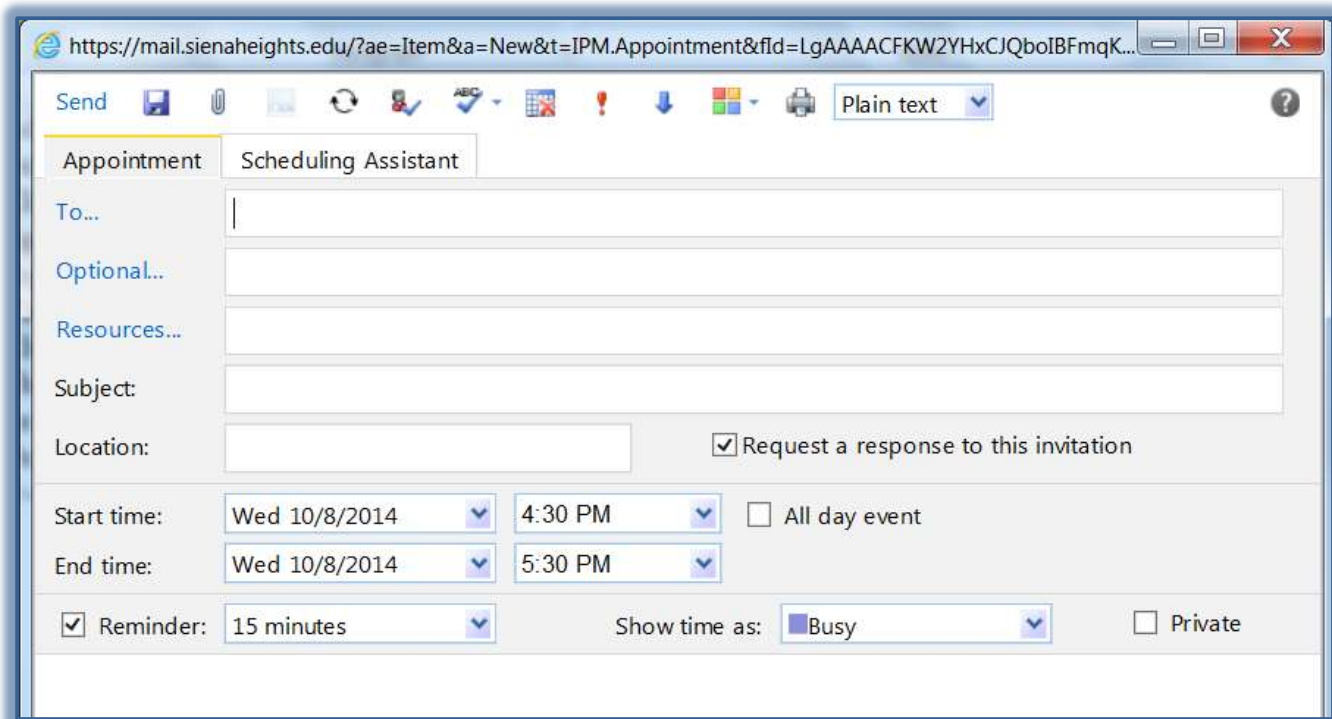 https://mail.sienaheights.edu/?ae=Item&a=New&t=IPM.Appointment&fId=LgAAAACFKW2YHxCJQboIBFmqK...
Send ABC Plain text
Appointment Scheduling Assistant
To...
Optional...
Resources...
Subject:
Location: Request a response to this invitation
Start time: Wed 10/8/2014 4:30 PM All day event
End time: Wed 10/8/2014 5:30 PM
Reminder: 15 minutes Show time as: Busy Private